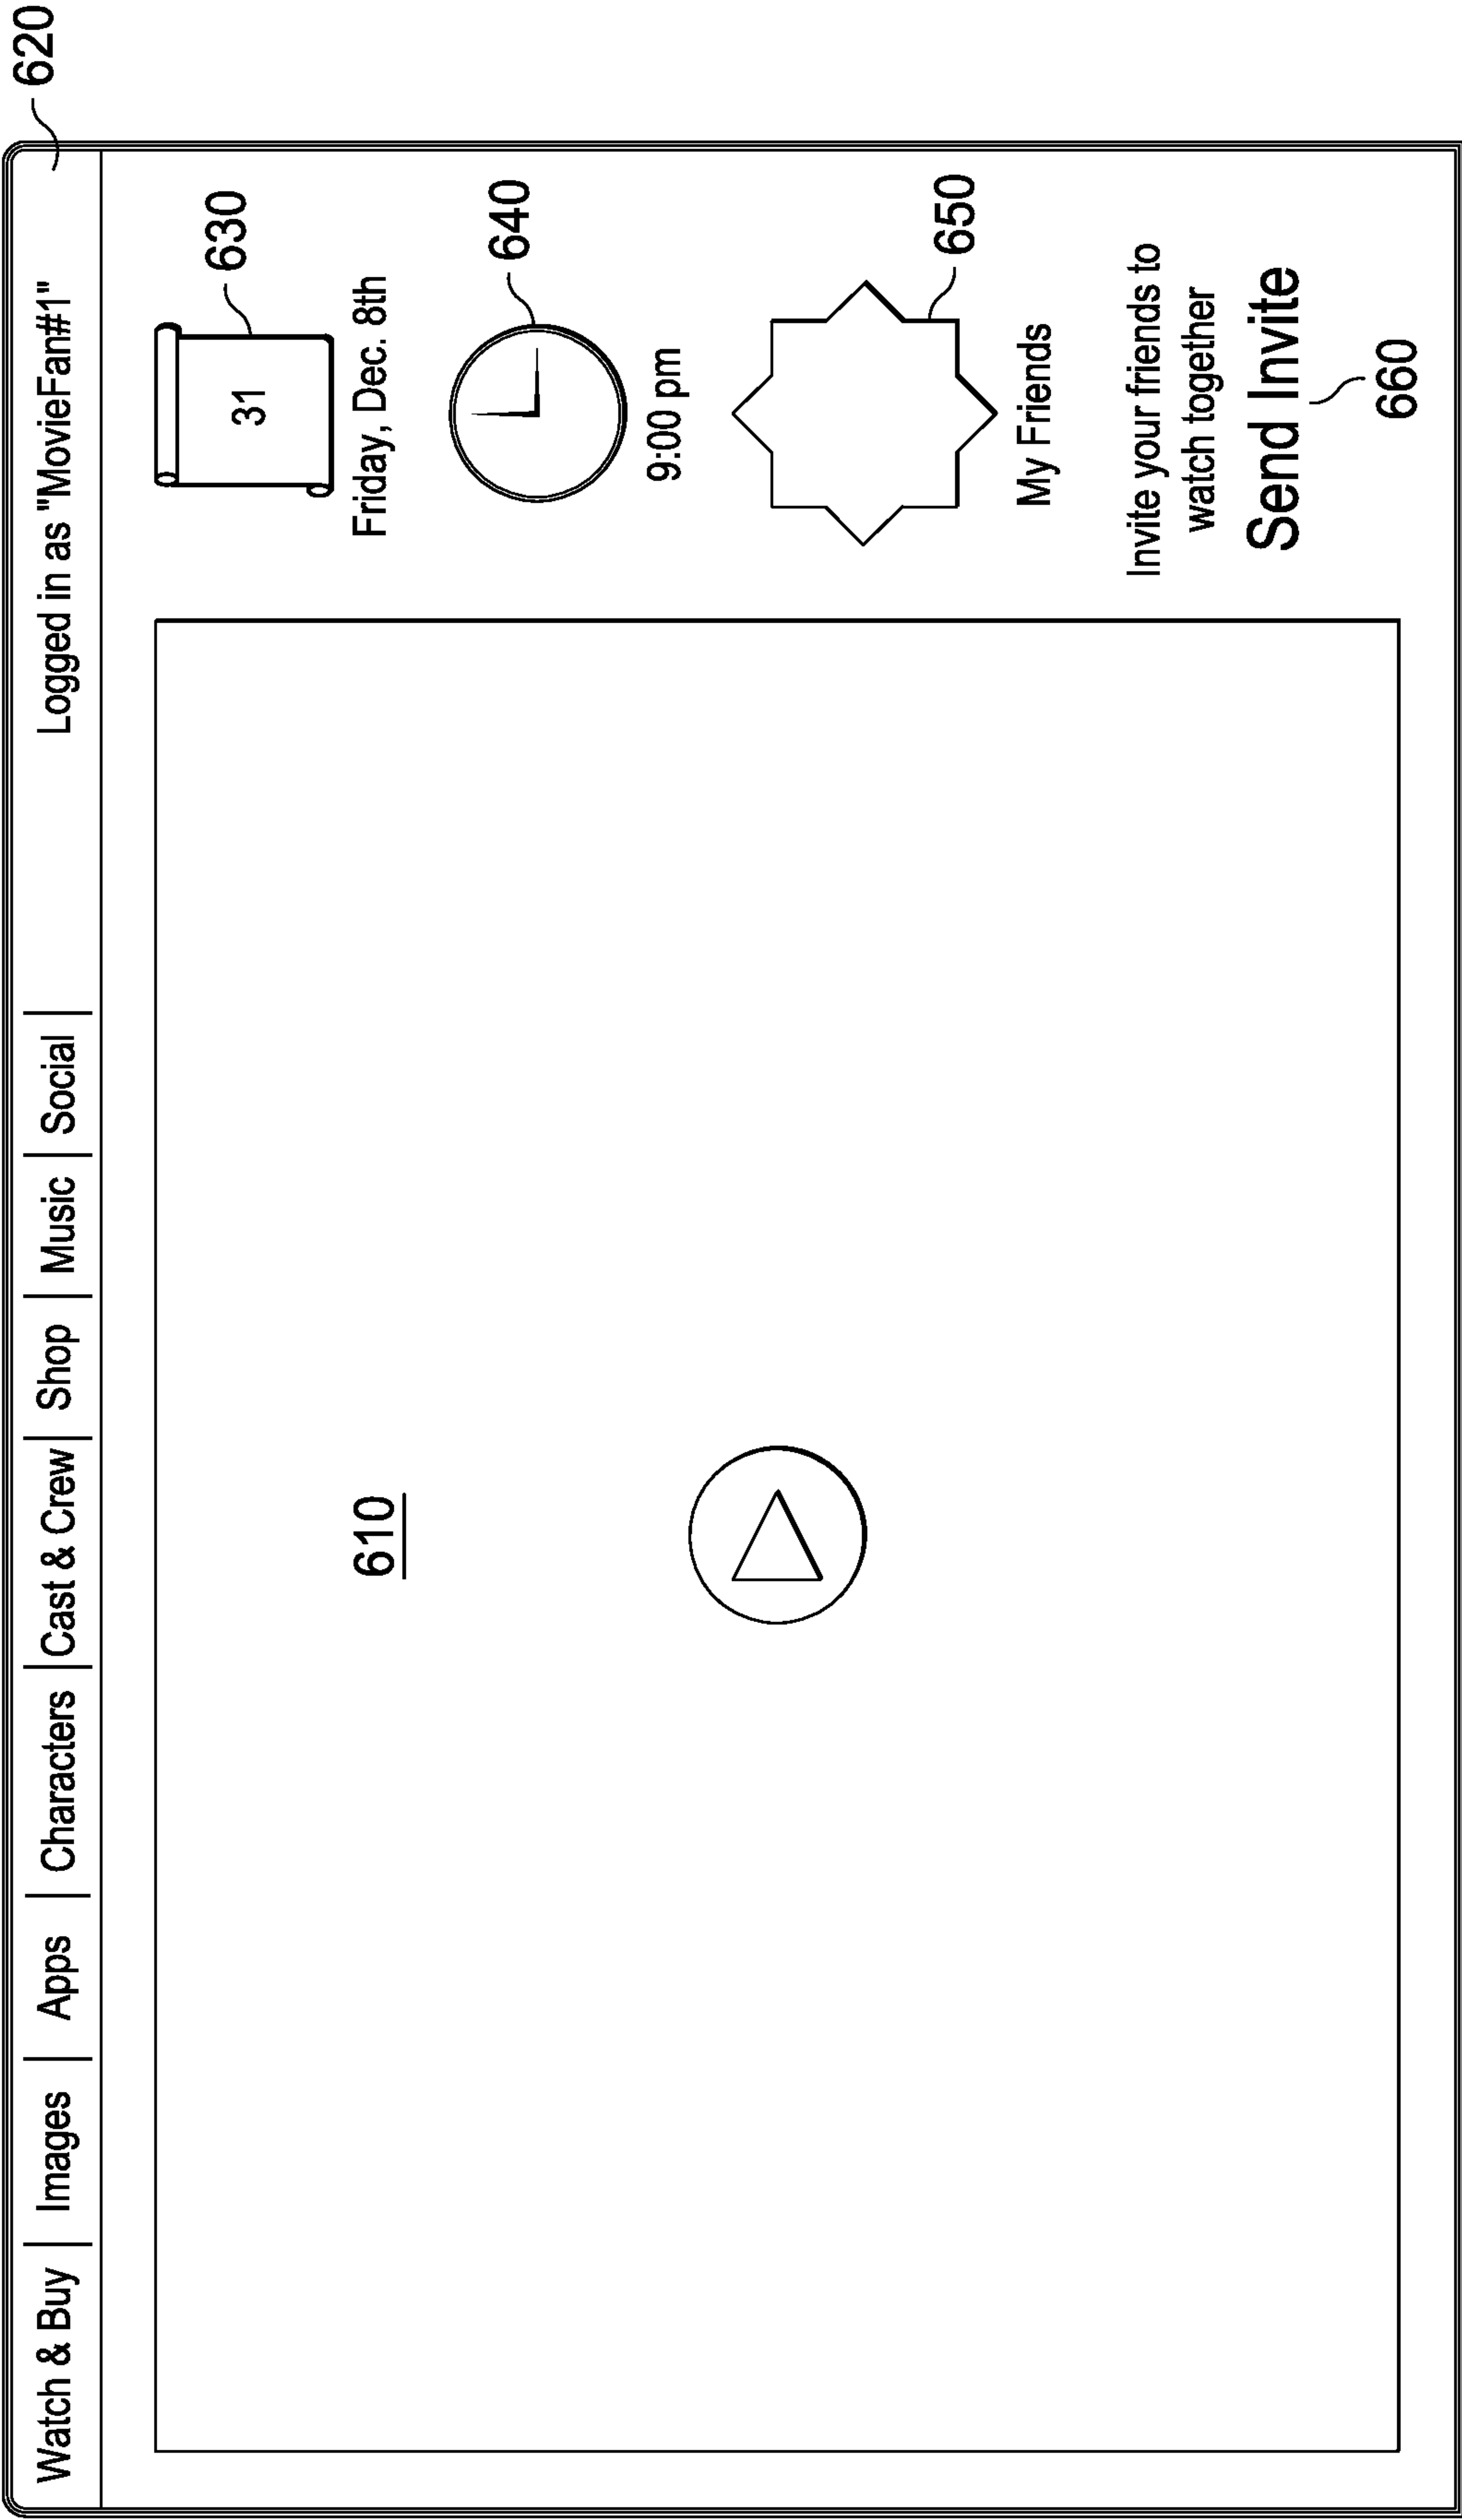 620
Watch & Buy | Images | Apps | Characters | Cast & Crew | Shop | Music | Social | Logged in as "MovieFan#1"
610
31
630
Friday, Dec. 8th
640
9:00 pm
650
My Friends
Invite your friends to
watch together
Send Invite
660